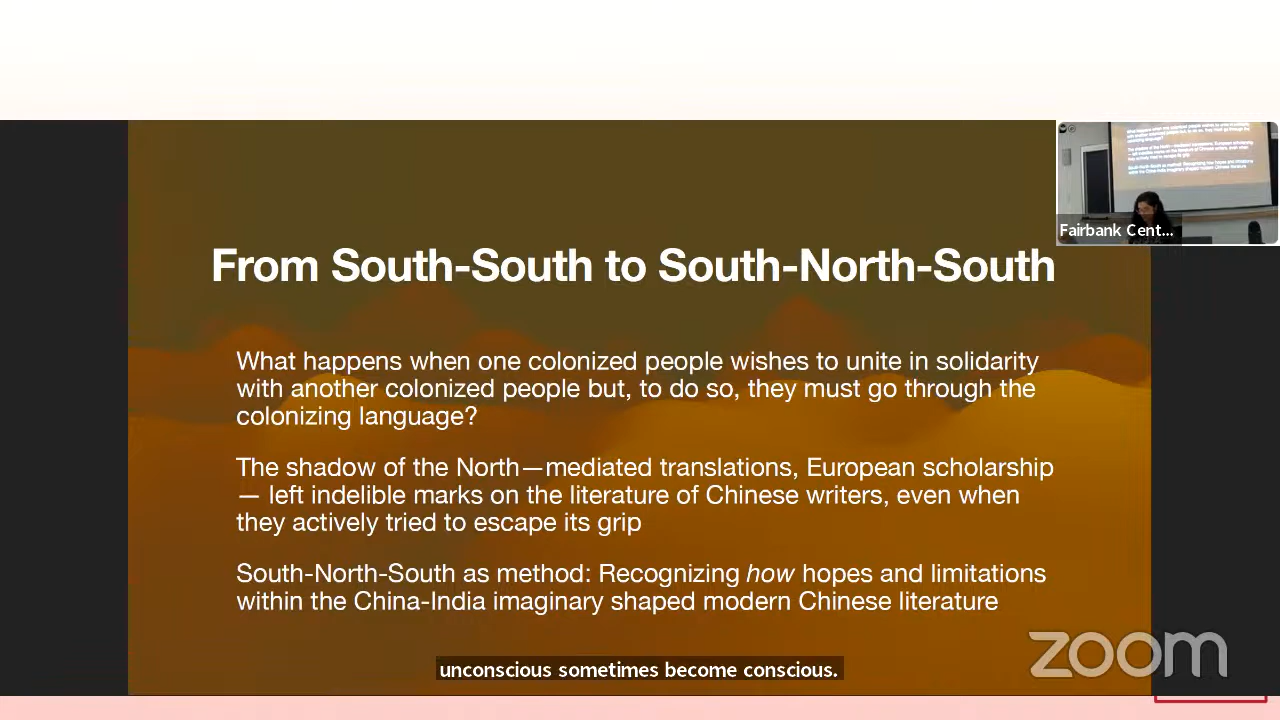 From South-South to South-North-South
What happens when one colonized people wishes to unite in solidarity
with another colonized people but, to do so, they must go through the
colonizing language?
The shadow of the North—mediated translations, European scholarship
— left indelible marks on the literature of Chinese writers, even when
they actively tried to escape its grip
South-North-South as method: Recognizing how hopes and limitations
within the China-India imaginary shaped modern Chinese literature
Fairbank Cent...
zoom
unconscious sometimes become conscious.